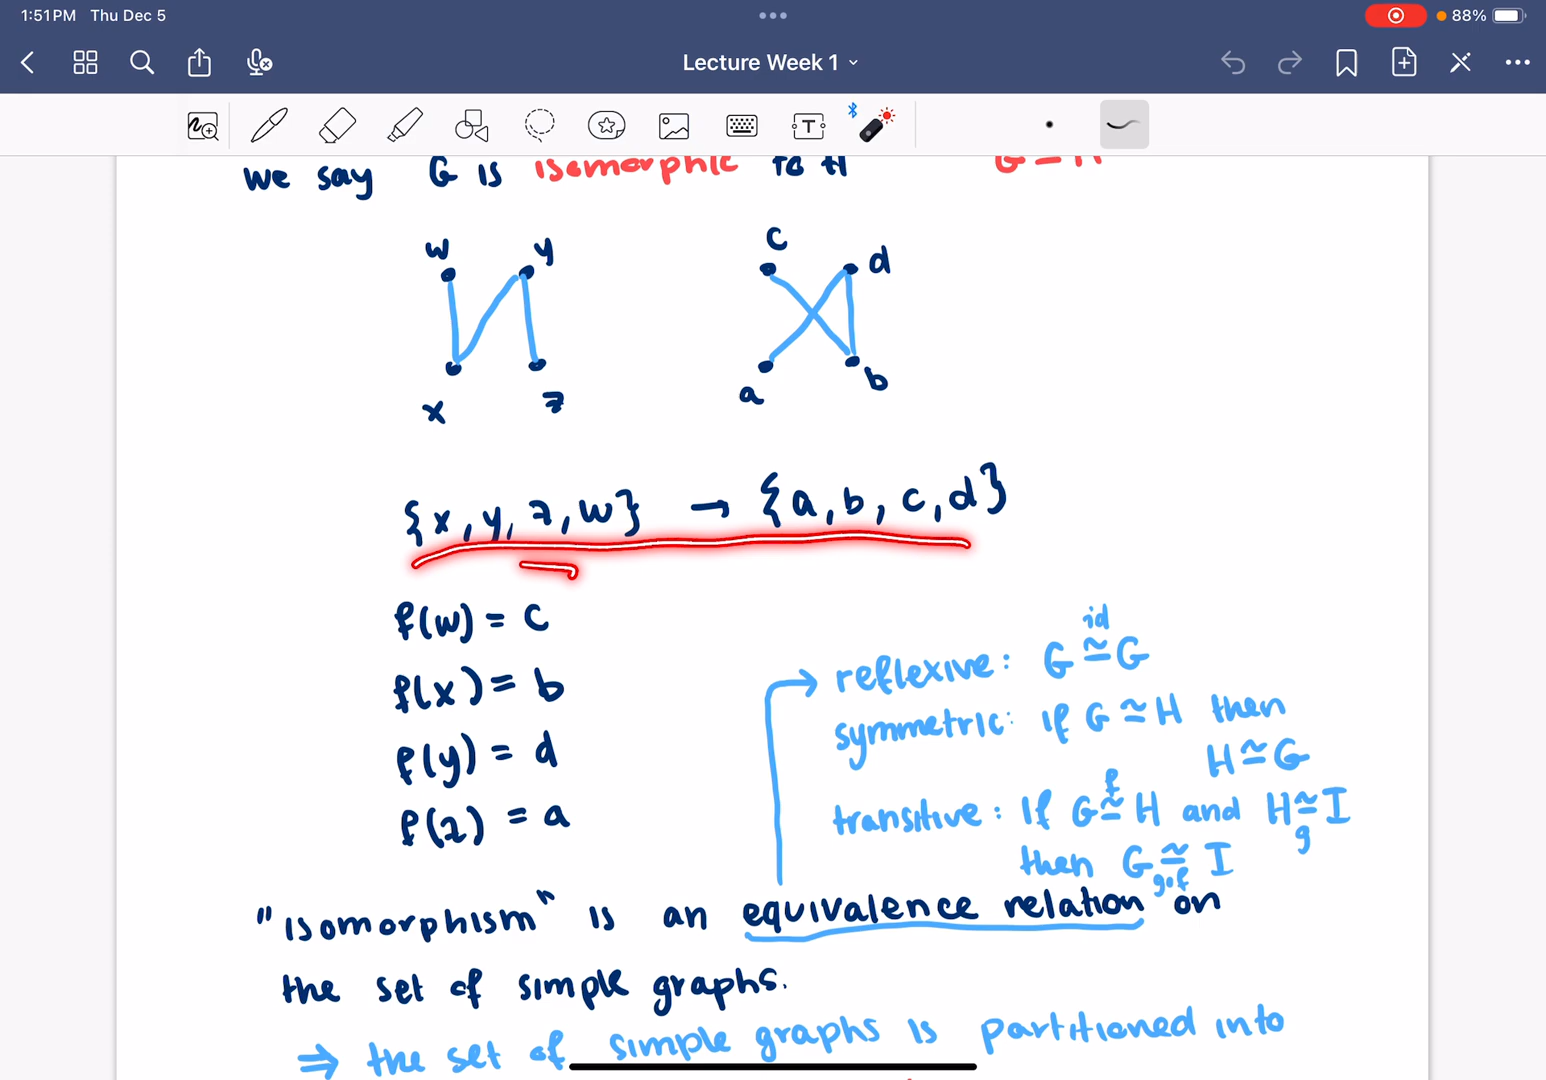 1:51 PM Thu Dec 5
88%
Lecture Week 1
we say G is isomorphic to H G ≅ H
w y c d
x z a b
{x, y, z, w} → {a, b, c, d}
f(w) = c
f(x) = b
f(y) = d
f(z) = a
id
reflexive: G ≅ G
symmetric: if G ≅ H then
H ≅ G
f
transitive: If G ≅ H and H ≅ I
g
then G ≅ I
g∘f
"isomorphism" is an equivalence relation on
the set of simple graphs.
⇒ the set of simple graphs is partitioned into